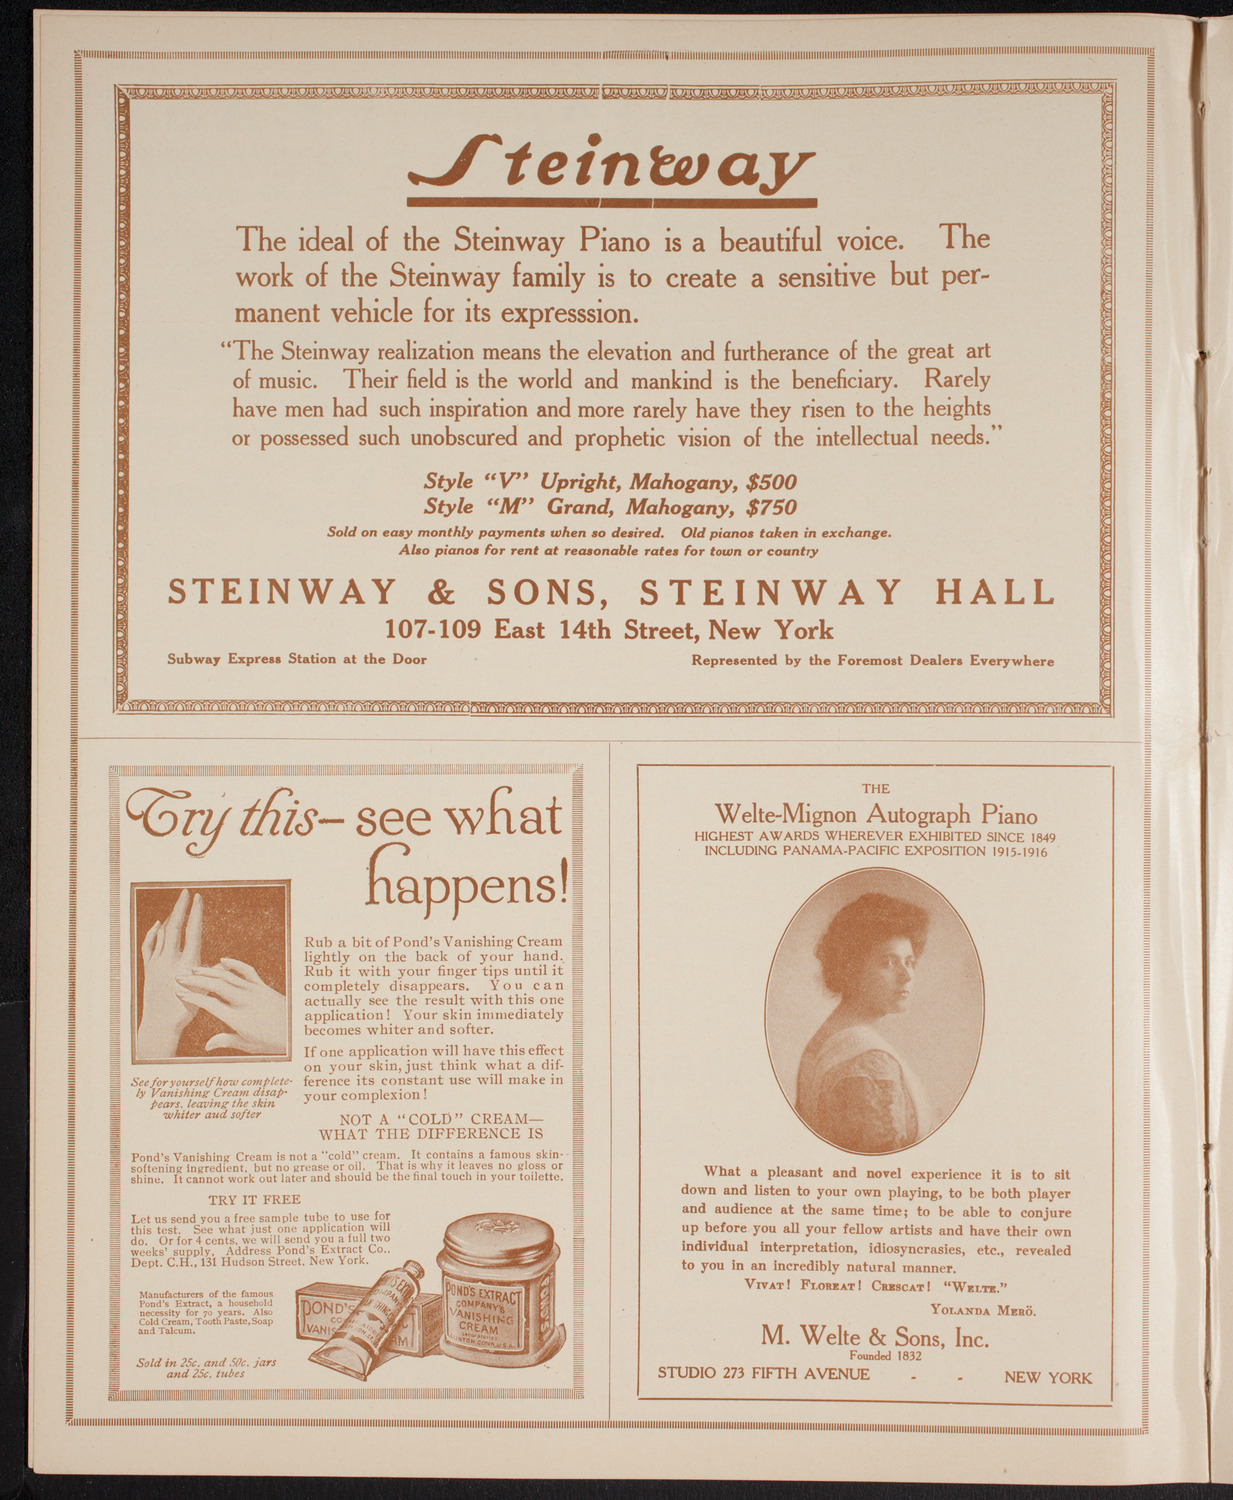 Steinway
The ideal of the Steinway Piano is a beautiful voice. The
work of the Steinway family is to create a sensitive but per-
manent vehicle for its expresssion.
"The Steinway realization means the elevation and furtherance of the great art
of music. Their field is the world and mankind is the beneficiary. Rarely
have men had such inspiration and more rarely have they risen to the heights
or possessed such unobscured and prophetic vision of the intellectual needs."
Style "V" Upright, Mahogany, $500
Style "M" Grand, Mahogany, $750
Sold on easy monthly payments when so desired. Old pianos taken in exchange.
Also pianos for rent at reasonable rates for town or country
STEINWAY & SONS, STEINWAY HALL
107-109 East 14th Street, New York
Subway Express Station at the Door
Represented by the Foremost Dealers Everywhere
Try this—see what
happens!
Rub a bit of Pond's Vanishing Cream
lightly on the back of your hand.
Rub it with your finger tips until it
completely disappears. You can
actually see the result with this one
application! Your skin immediately
becomes whiter and softer.
If one application will have this effect
on your skin, just think what a dif-
ference its constant use will make in
your complexion!
See for yourself how complete-
ly Vanishing Cream disap-
pears. leaving the skin
whiter and softer
NOT A "COLD" CREAM—
WHAT THE DIFFERENCE IS
Pond's Vanishing Cream is not a "cold" cream. It contains a famous skin-
softening ingredient, but no grease or oil. That is why it leaves no gloss or
shine. It cannot work out later and should be the final touch in your toilette.
TRY IT FREE
Let us send you a free sample tube to use for
this test. See what just one application will
do. Or for 4 cents, we will send you a full two
weeks' supply. Address Pond's Extract Co.,
Dept. C.H., 131 Hudson Street, New York.
Manufacturers of the famous
Pond's Extract, a household
necessity for 70 years. Also
Cold Cream, Tooth Paste, Soap
and Talcum.
Sold in 25c. and 50c. jars
and 25c. tubes
POND'S
VANIS
AM
POND'S EXTRACT
COMPANY'S
VANISHING
CREAM
THE
Welte-Mignon Autograph Piano
HIGHEST AWARDS WHEREVER EXHIBITED SINCE 1849
INCLUDING PANAMA-PACIFIC EXPOSITION 1915-1916
What a pleasant and novel experience it is to sit
down and listen to your own playing, to be both player
and audience at the same time; to be able to conjure
up before you all your fellow artists and have their own
individual interpretation, idiosyncrasies, etc., revealed
to you in an incredibly natural manner.
VIVAT! FLOREAT! CRESCAT! "WELTE."
YOLANDA MERÖ.
M. Welte & Sons, Inc.
Founded 1832
STUDIO 273 FIFTH AVENUE - - NEW YORK